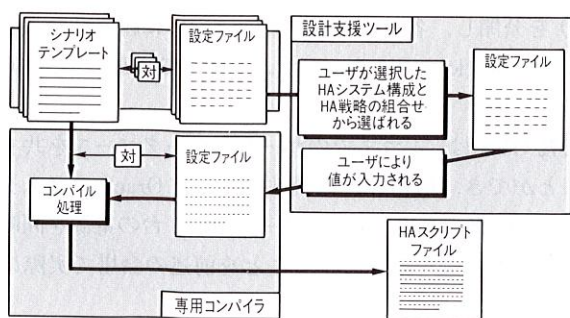 シナリオ
テンプレート
対
設定ファイル
設計支援ツール
ユーザが選択した
HAシステム構成と
HA戦略の組合せ
から選ばれる
設定ファイル
対
設定ファイル
ユーザにより
値が入力される
コンパイル
処理
HAスクリプト
ファイル
専用コンパイラ